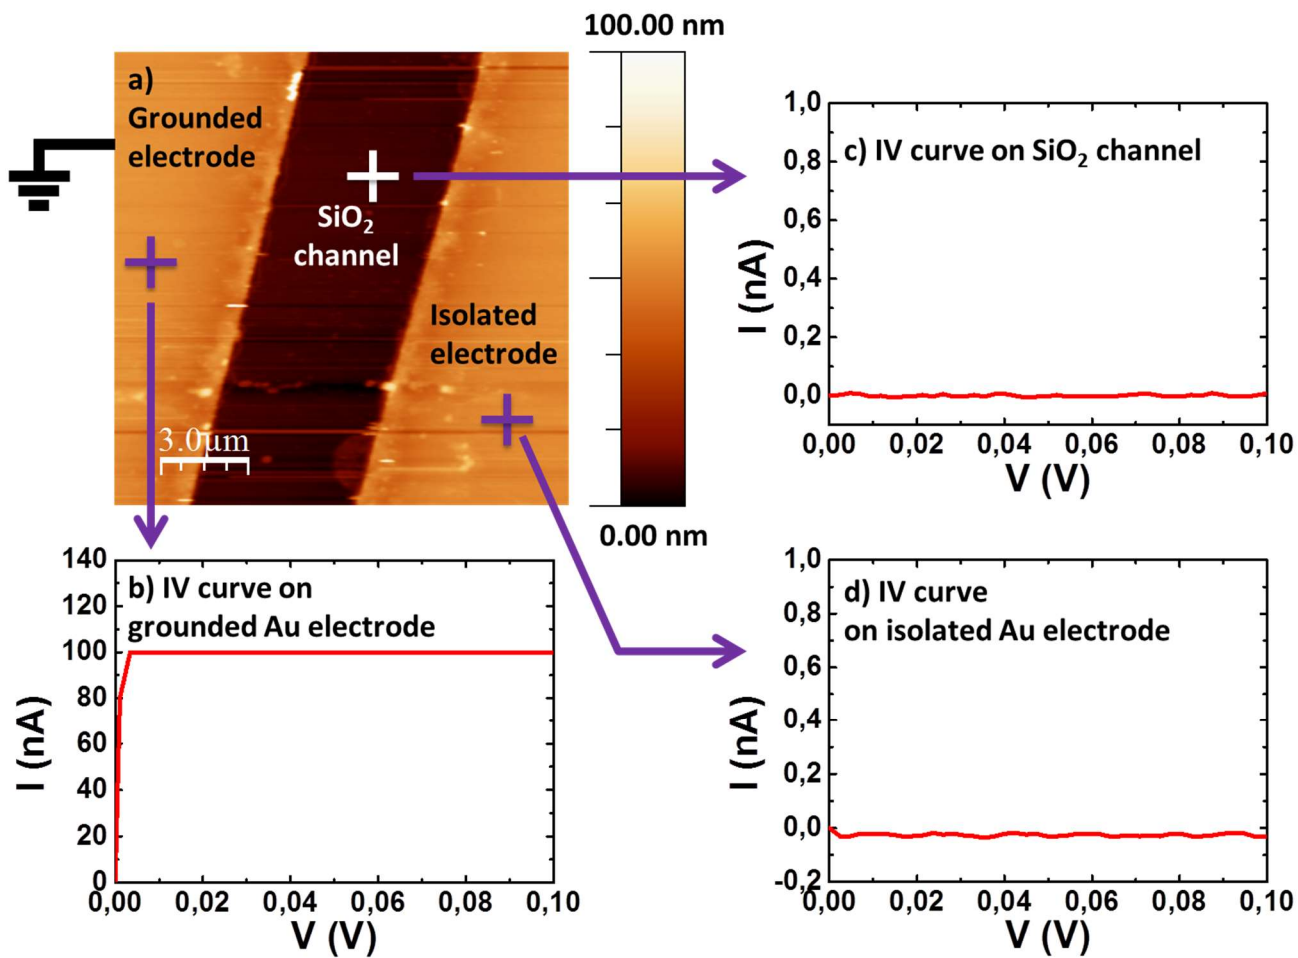 100.00 nm
a)
Grounded
electrode
SiO2
channel
Isolated
electrode
3.0µm
0.00 nm
1,0
0,8
0,6
0,4
0,2
0,0
I (nA)
c) IV curve on SiO2 channel
0,00 0,02 0,04 0,06 0,08 0,10
V (V)
140
120
100
80
60
40
20
0
I (nA)
b) IV curve on
grounded Au electrode
0,00 0,02 0,04 0,06 0,08 0,10
V (V)
1,0
0,8
0,6
0,4
0,2
0,0
-0,2
I (nA)
d) IV curve
on isolated Au electrode
0,00 0,02 0,04 0,06 0,08 0,10
V (V)